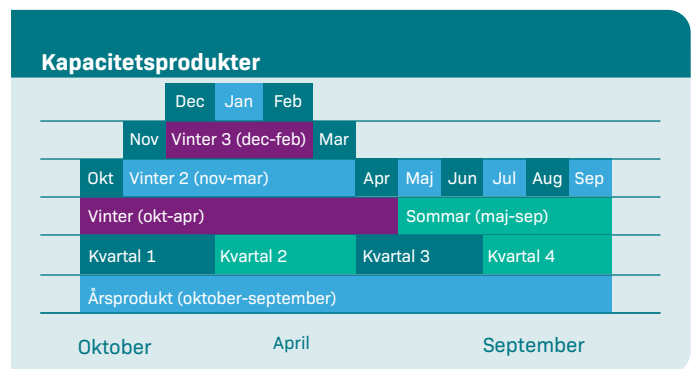 Kapacitetsprodukter
Dec Jan Feb
Nov Vinter 3 (dec-feb) Mar
Okt Vinter 2 (nov-mar) Apr Maj Jun Jul Aug Sep
Vinter (okt-apr) Sommar (maj-sep)
Kvartal 1 Kvartal 2 Kvartal 3 Kvartal 4
Årsprodukt (oktober-september)
Oktober April September